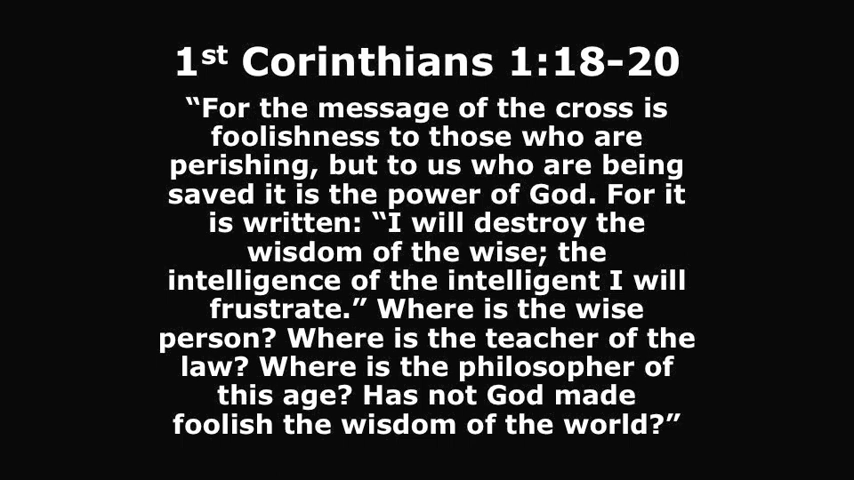 1st Corinthians 1:18-20
“For the message of the cross is
foolishness to those who are
perishing, but to us who are being
saved it is the power of God. For it
is written: “I will destroy the
wisdom of the wise; the
intelligence of the intelligent I will
frustrate.” Where is the wise
person? Where is the teacher of the
law? Where is the philosopher of
this age? Has not God made
foolish the wisdom of the world?”